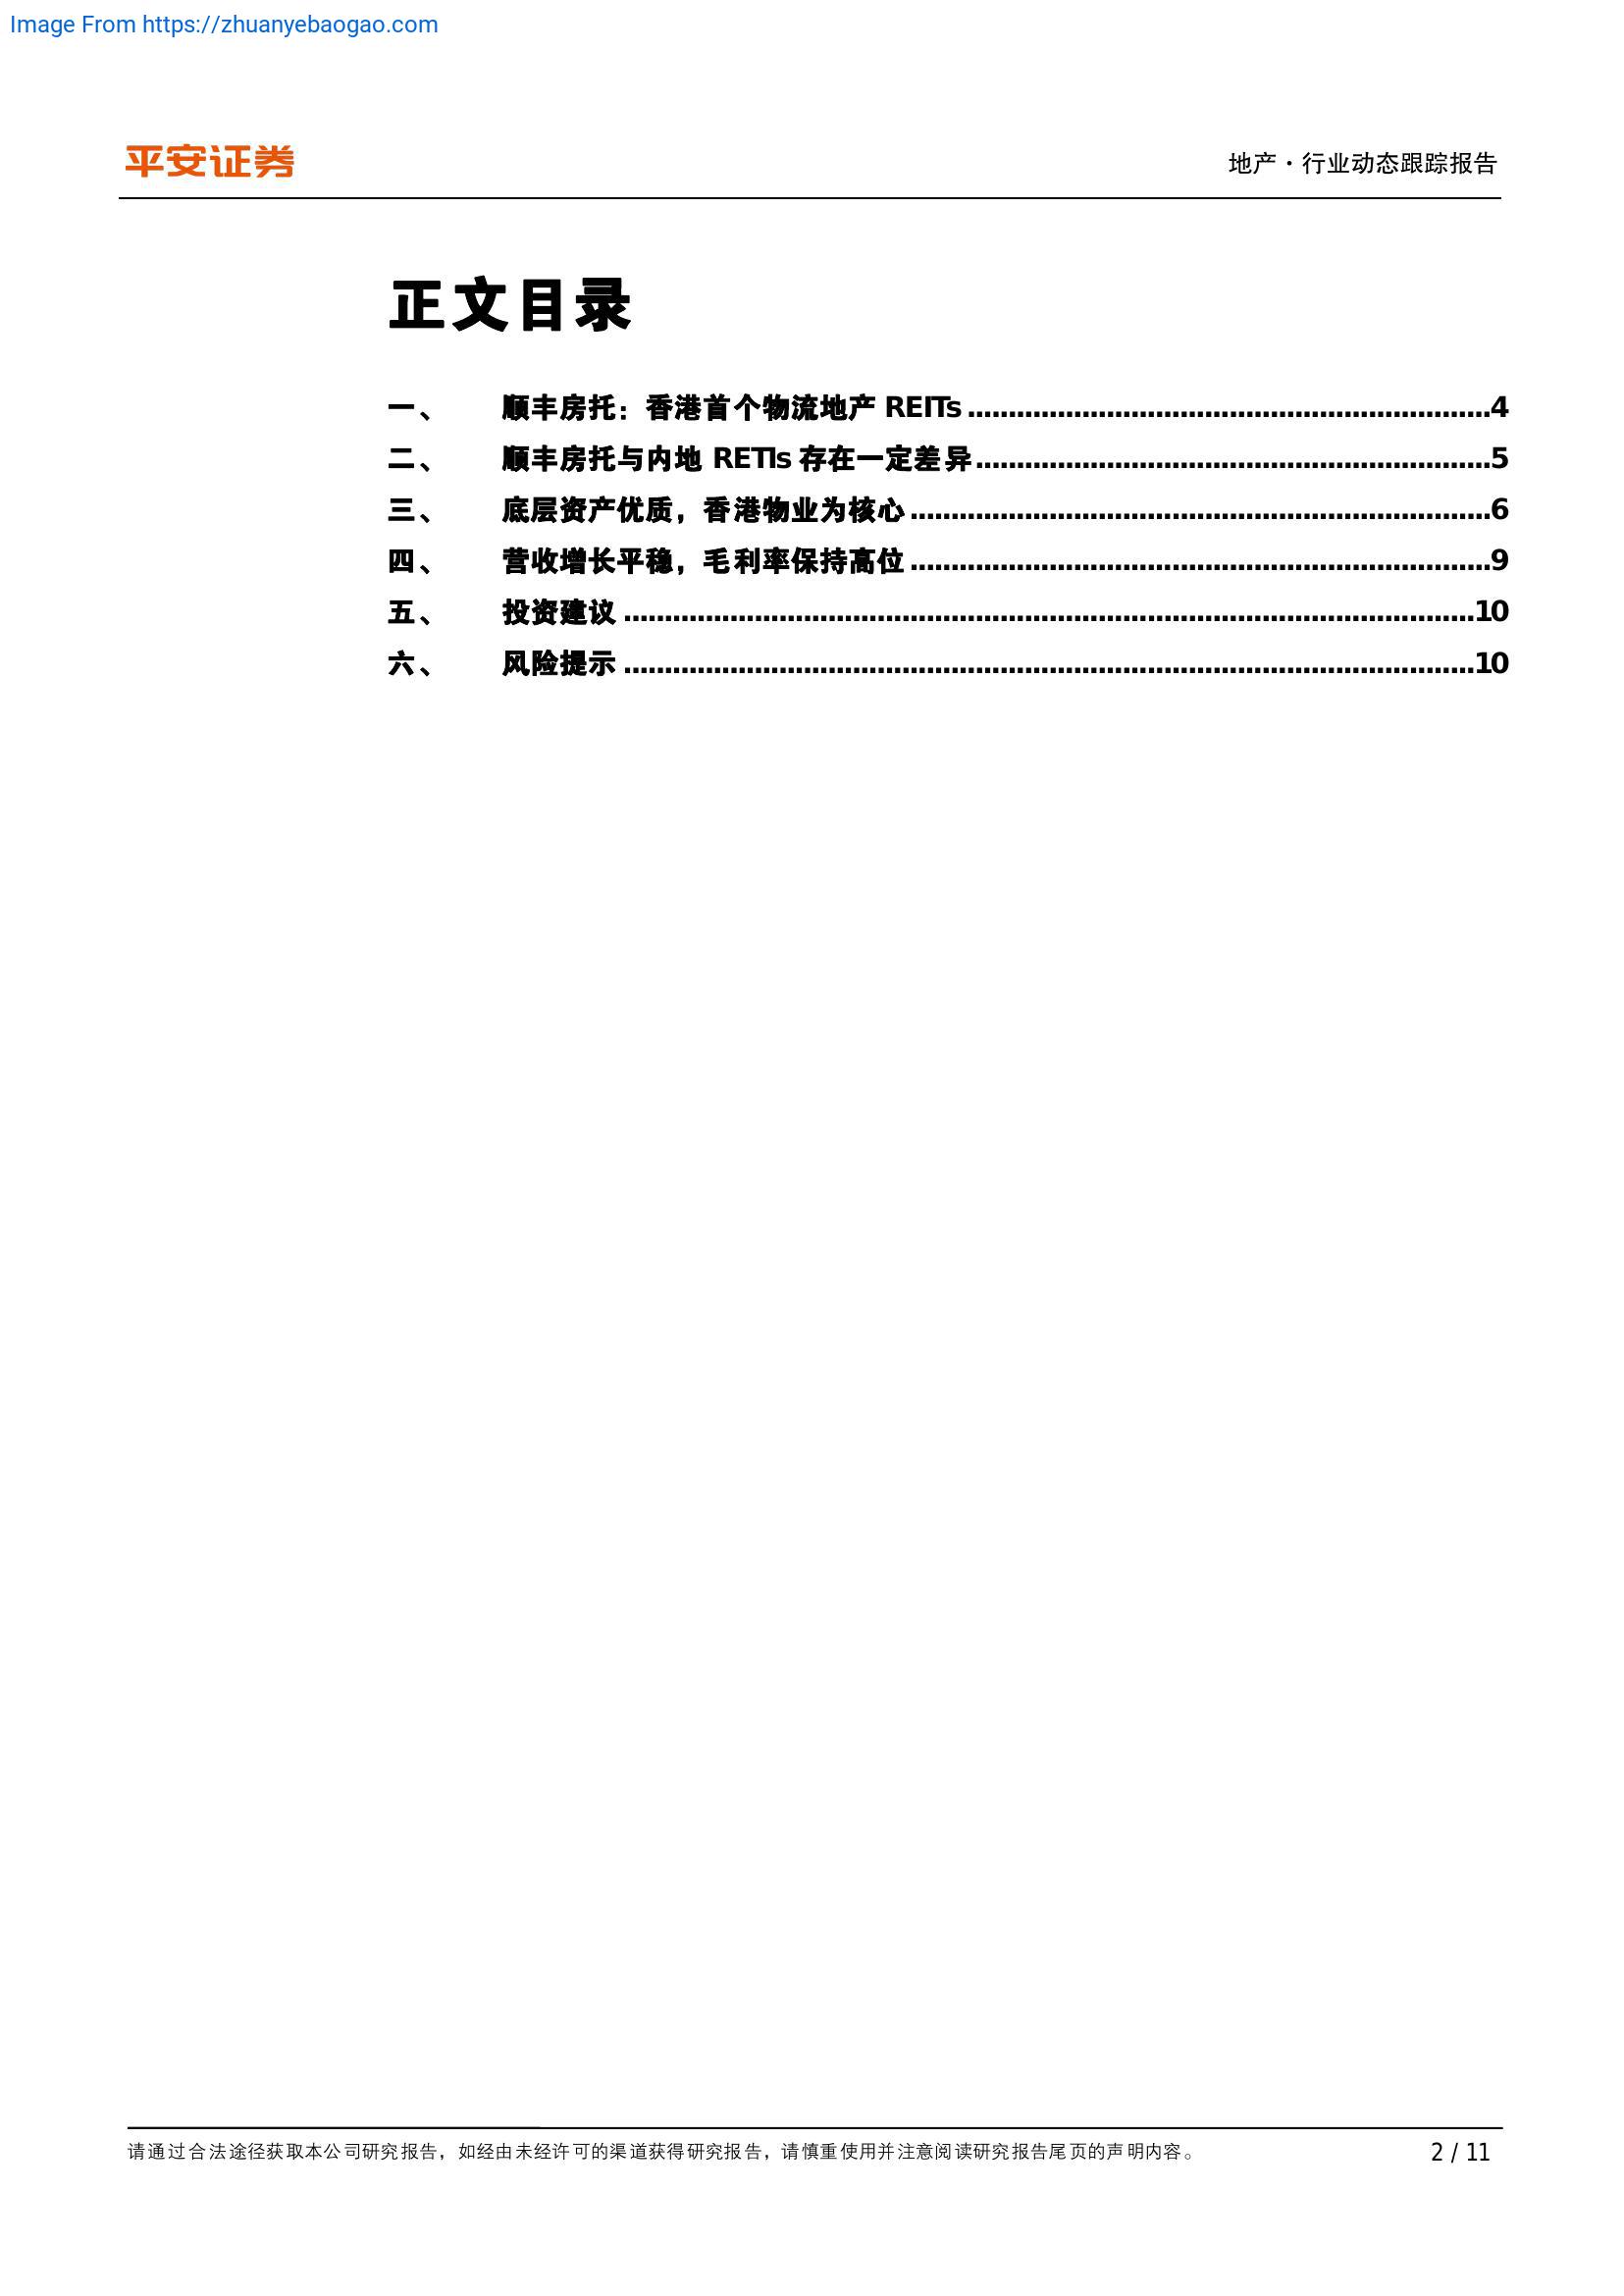 Image From https://zhuanyebaogao.com
平安证券
地产·行业动态跟踪报告
正文目录
一、 顺丰房托：香港首个物流地产 REITs ................................................................4
二、 顺丰房托与内地 RETIs 存在一定差异................................................................5
三、 底层资产优质，香港物业为核心 ................................................................6
四、 营收增长平稳，毛利率保持高位 ................................................................9
五、 投资建议 ................................................................10
六、 风险提示 ................................................................10
请通过合法途径获取本公司研究报告，如经由未经许可的渠道获得研究报告，请慎重使用并注意阅读研究报告尾页的声明内容。 2 / 11